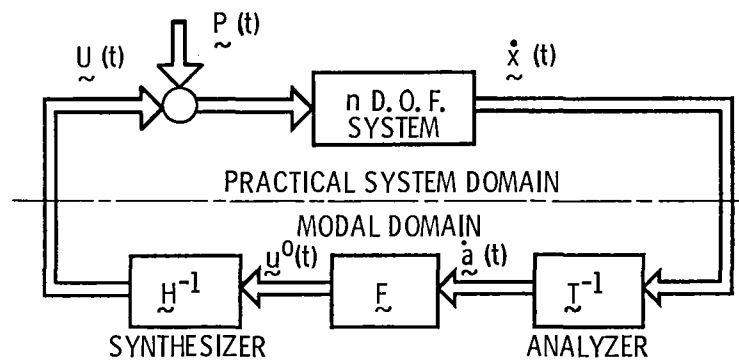 P (t)
U (t)
ẋ (t)
n D. O. F.
SYSTEM
PRACTICAL SYSTEM DOMAIN
MODAL DOMAIN
u⁰(t)
ȧ (t)
H⁻¹
F
T⁻¹
SYNTHESIZER
ANALYZER